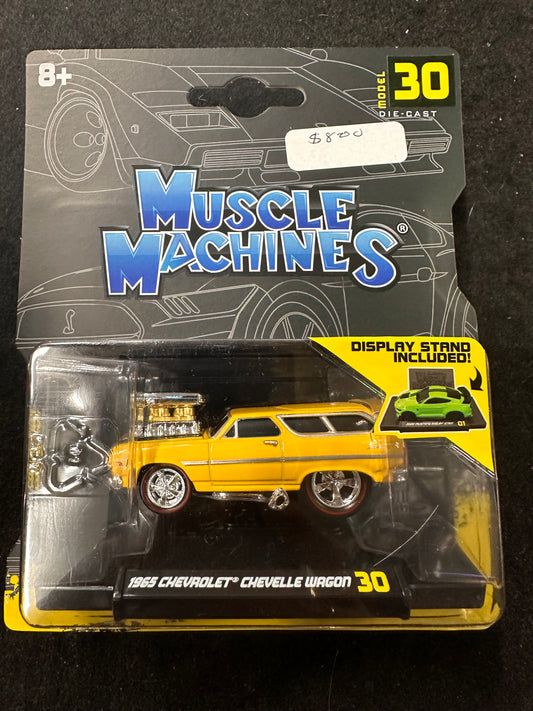 8+
MODEL
30
DIE-CAST
$8.00
MUSCLE
MACHINES®
DISPLAY STAND
INCLUDED!
01
1965 CHEVROLET® CHEVELLE WAGON 30